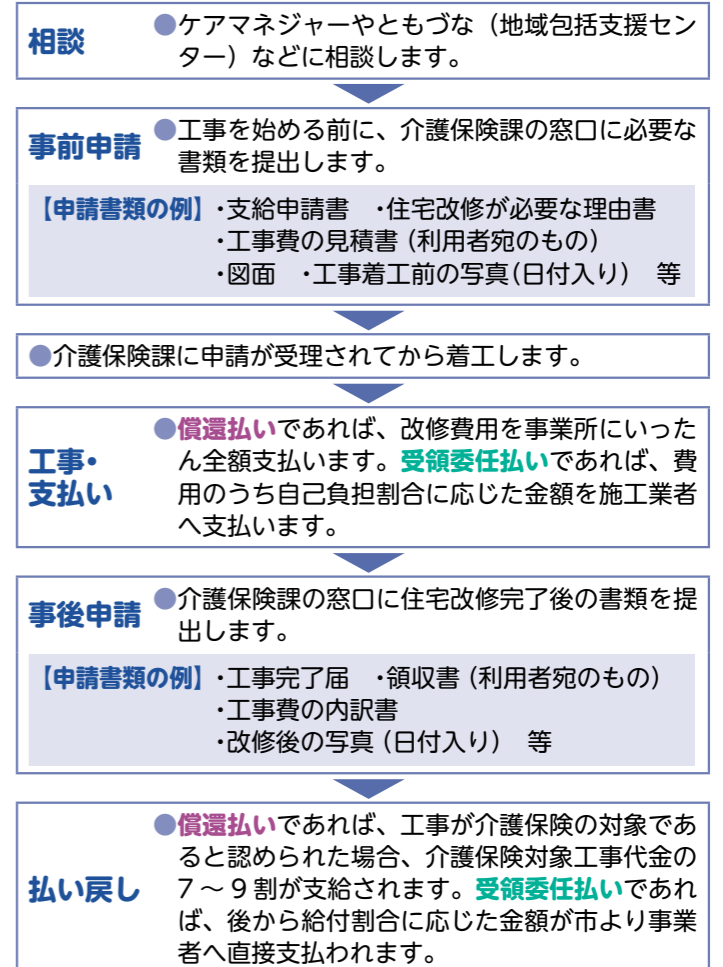 相談
●ケアマネジャーやともづな（地域包括支援セン
ター）などに相談します。
事前申請
●工事を始める前に、介護保険課の窓口に必要な
書類を提出します。
【申請書類の例】・支給申請書　・住宅改修が必要な理由書
・工事費の見積書（利用者宛のもの）
・図面　・工事着工前の写真（日付入り）　等
●介護保険課に申請が受理されてから着工します。
工事・
支払い
●償還払いであれば、改修費用を事業所にいった
ん全額支払います。受領委任払いであれば、費
用のうち自己負担割合に応じた金額を施工業者
へ支払います。
事後申請
●介護保険課の窓口に住宅改修完了後の書類を提
出します。
【申請書類の例】・工事完了届　・領収書（利用者宛のもの）
・工事費の内訳書
・改修後の写真（日付入り）　等
払い戻し
●償還払いであれば、工事が介護保険の対象であ
ると認められた場合、介護保険対象工事代金の
7～9割が支給されます。受領委任払いであれ
ば、後から給付割合に応じた金額が市より事業
者へ直接支払われます。